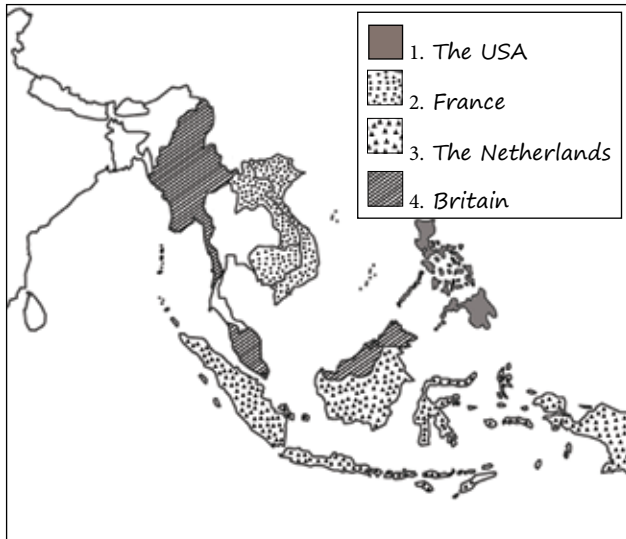 1. The USA
2. France
3. The Netherlands
4. Britain